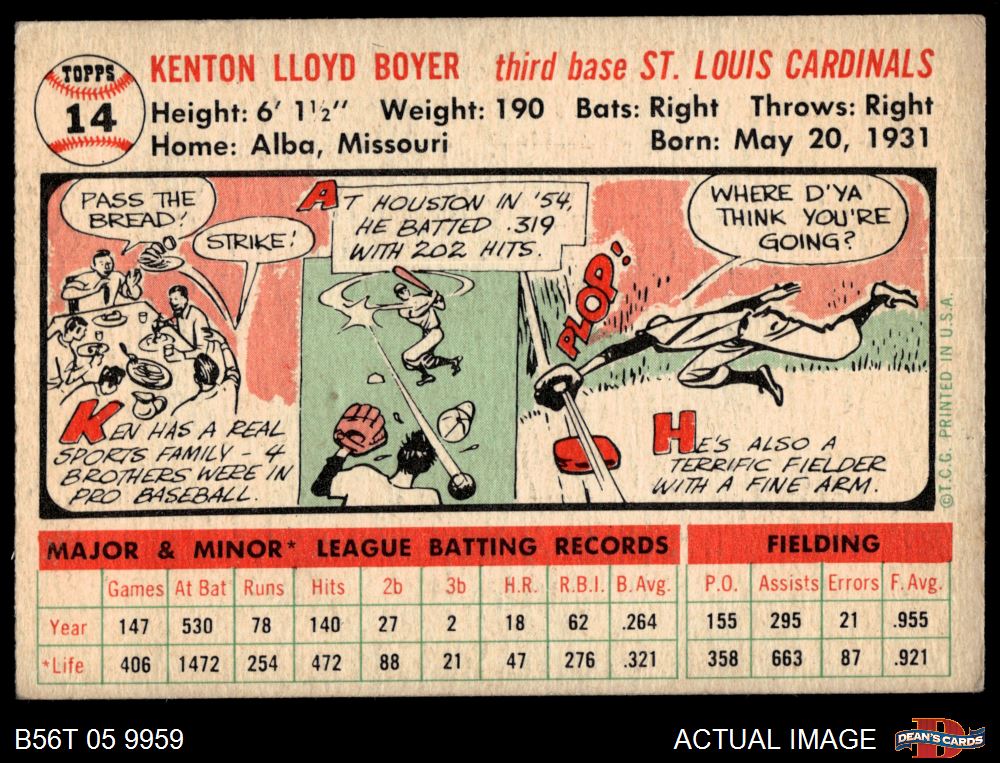 TOPPS
14
KENTON LLOYD BOYER third base ST. LOUIS CARDINALS
Height: 6' 1½" Weight: 190 Bats: Right Throws: Right
Home: Alba, Missouri Born: May 20, 1931
PASS THE
BREAD!
STRIKE!
KEN HAS A REAL
SPORTS FAMILY - 4
BROTHERS WERE IN
PRO BASEBALL.
AT HOUSTON IN '54,
HE BATTED .319
WITH 202 HITS.
PLOP!
WHERE D'YA
THINK YOU'RE
GOING?
HE'S ALSO A
TERRIFIC FIELDER
WITH A FINE ARM.
©T.C.G. PRINTED IN U.S.A.
MAJOR & MINOR* LEAGUE BATTING RECORDS FIELDING
Games At Bat Runs Hits 2b 3b H.R. R.B.I. B. Avg. P.O. Assists Errors F. Avg.
Year 147 530 78 140 27 2 18 62 .264 155 295 21 .955
*Life 406 1472 254 472 88 21 47 276 .321 358 663 87 .921
B56T 05 9959 ACTUAL IMAGE DEAN'S CARDS